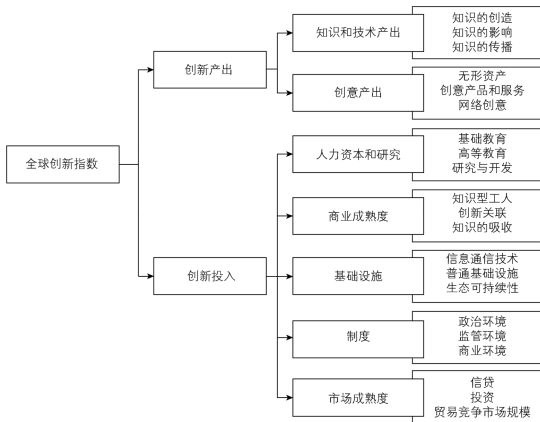 全球创新指数
创新产出
知识和技术产出
知识的创造
知识的影响
知识的传播
创意产出
无形资产
创意产品和服务
网络创意
创新投入
人力资本和研究
基础教育
高等教育
研究与开发
商业成熟度
知识型工人
创新关联
知识的吸收
基础设施
信息通信技术
普通基础设施
生态可持续性
制度
政治环境
监管环境
商业环境
市场成熟度
信贷
投资
贸易竞争市场规模